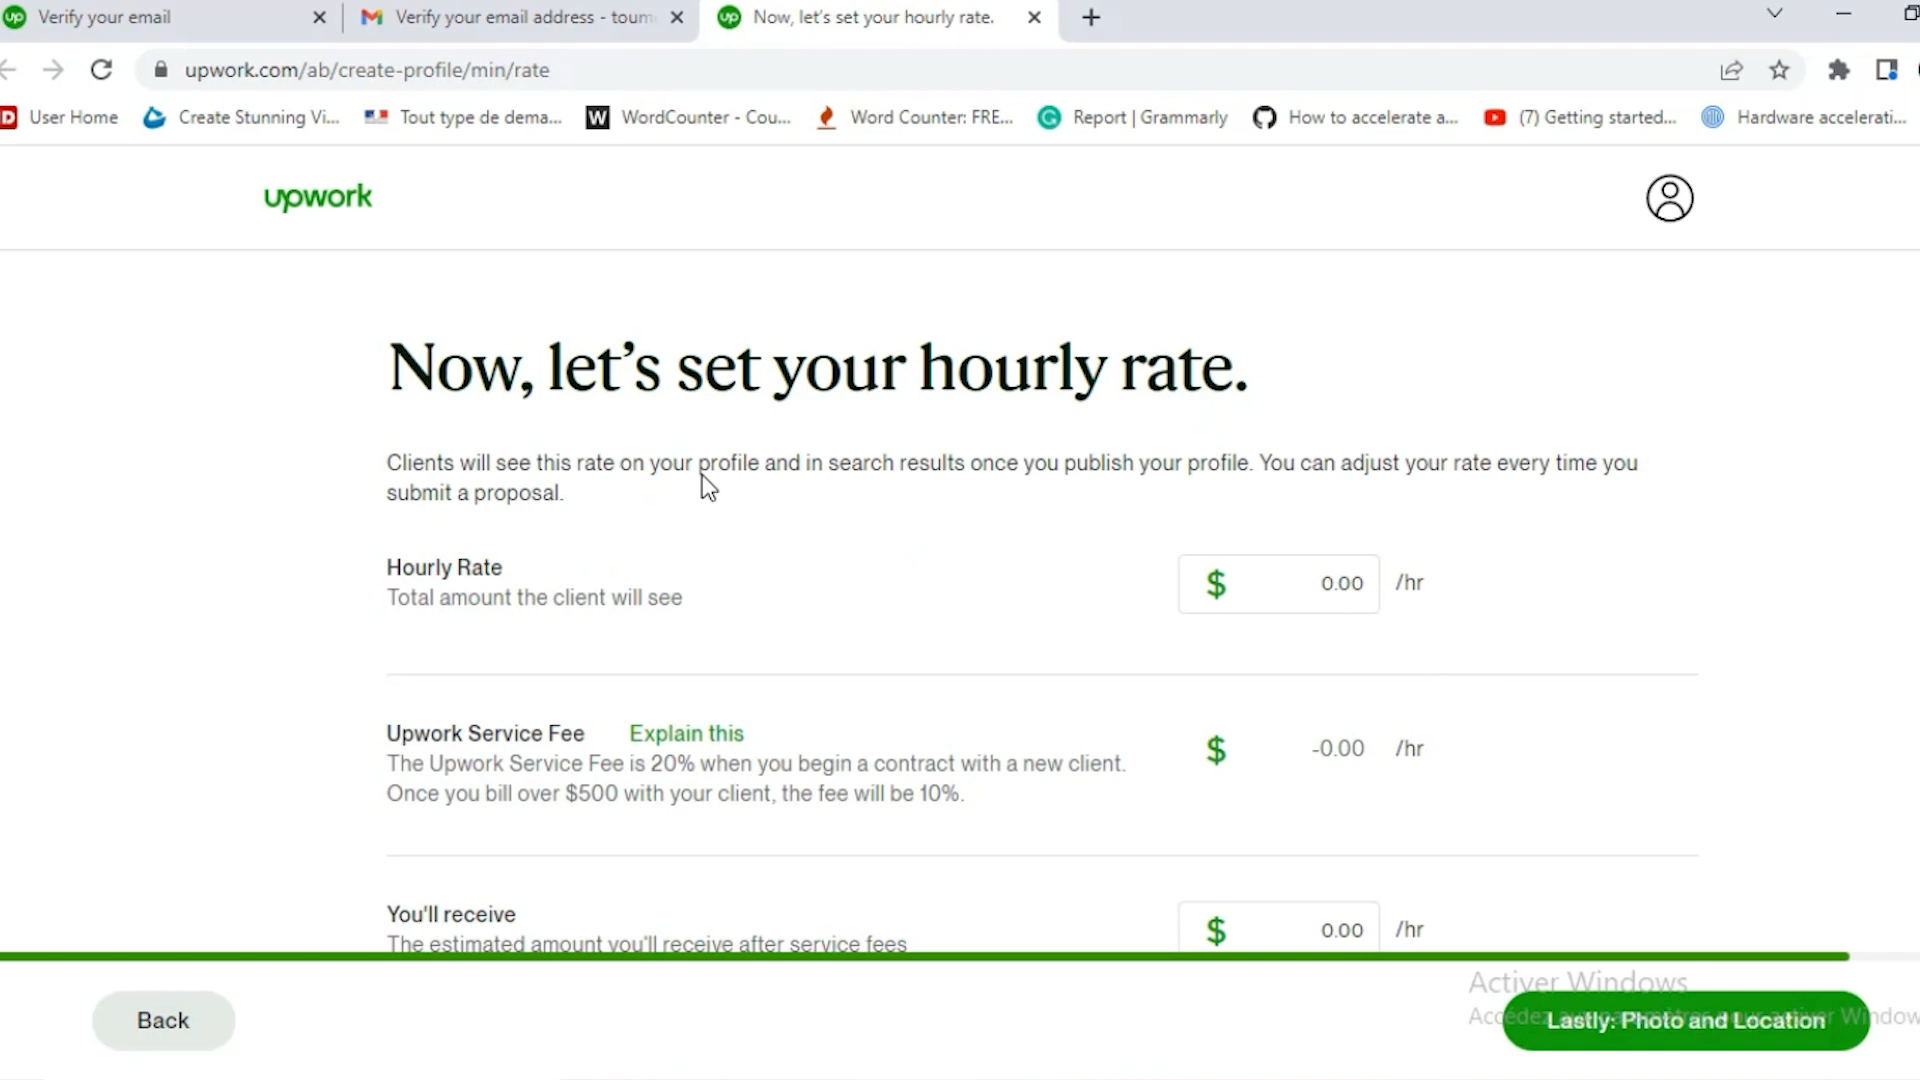 Verify your email
Verify your email address - toum
Now, let's set your hourly rate.
upwork.com/ab/create-profile/min/rate
User Home
Create Stunning Vi...
Tout type de dema...
WordCounter - Cou...
Word Counter: FRE...
Report | Grammarly
How to accelerate a...
(7) Getting started...
Hardware accelerati...
upwork
Now, let’s set your hourly rate.
Clients will see this rate on your profile and in search results once you publish your profile. You can adjust your rate every time you
submit a proposal.
Hourly Rate
Total amount the client will see
$ 0.00 /hr
Upwork Service Fee Explain this
The Upwork Service Fee is 20% when you begin a contract with a new client.
Once you bill over $500 with your client, the fee will be 10%.
$ -0.00 /hr
You'll receive
The estimated amount you'll receive after service fees
$ 0.00 /hr
Activer Windows
Back
Lastly: Photo and Location